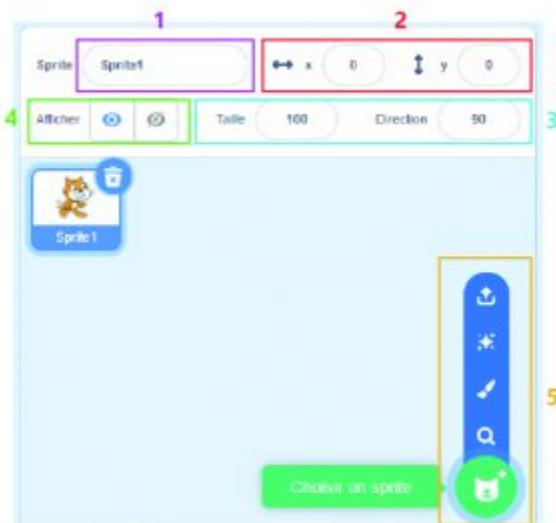 1 2
Sprite Sprite1 x 0 y 0
4 Afficher Taille 100 Direction 90 3
Sprite1
5
Choisir un sprite